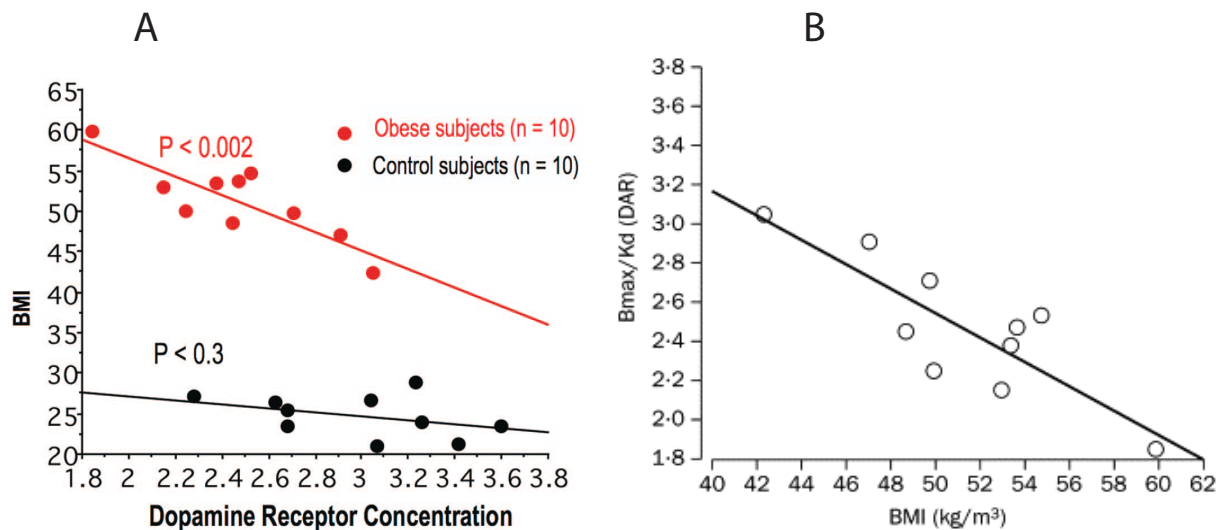 A
65
60
55
50
45
40
35
30
25
20
BMI
P < 0.002
Obese subjects (n = 10)
Control subjects (n = 10)
P < 0.3
1.8 2 2.2 2.4 2.6 2.8 3 3.2 3.4 3.6 3.8
Dopamine Receptor Concentration
B
3·8
3·6
3·4
3·2
3·0
2·8
2·6
2·4
2·2
2·0
1·8
Bmax/Kd (DAR)
40 42 44 46 48 50 52 54 56 58 60 62
BMI (kg/m³)